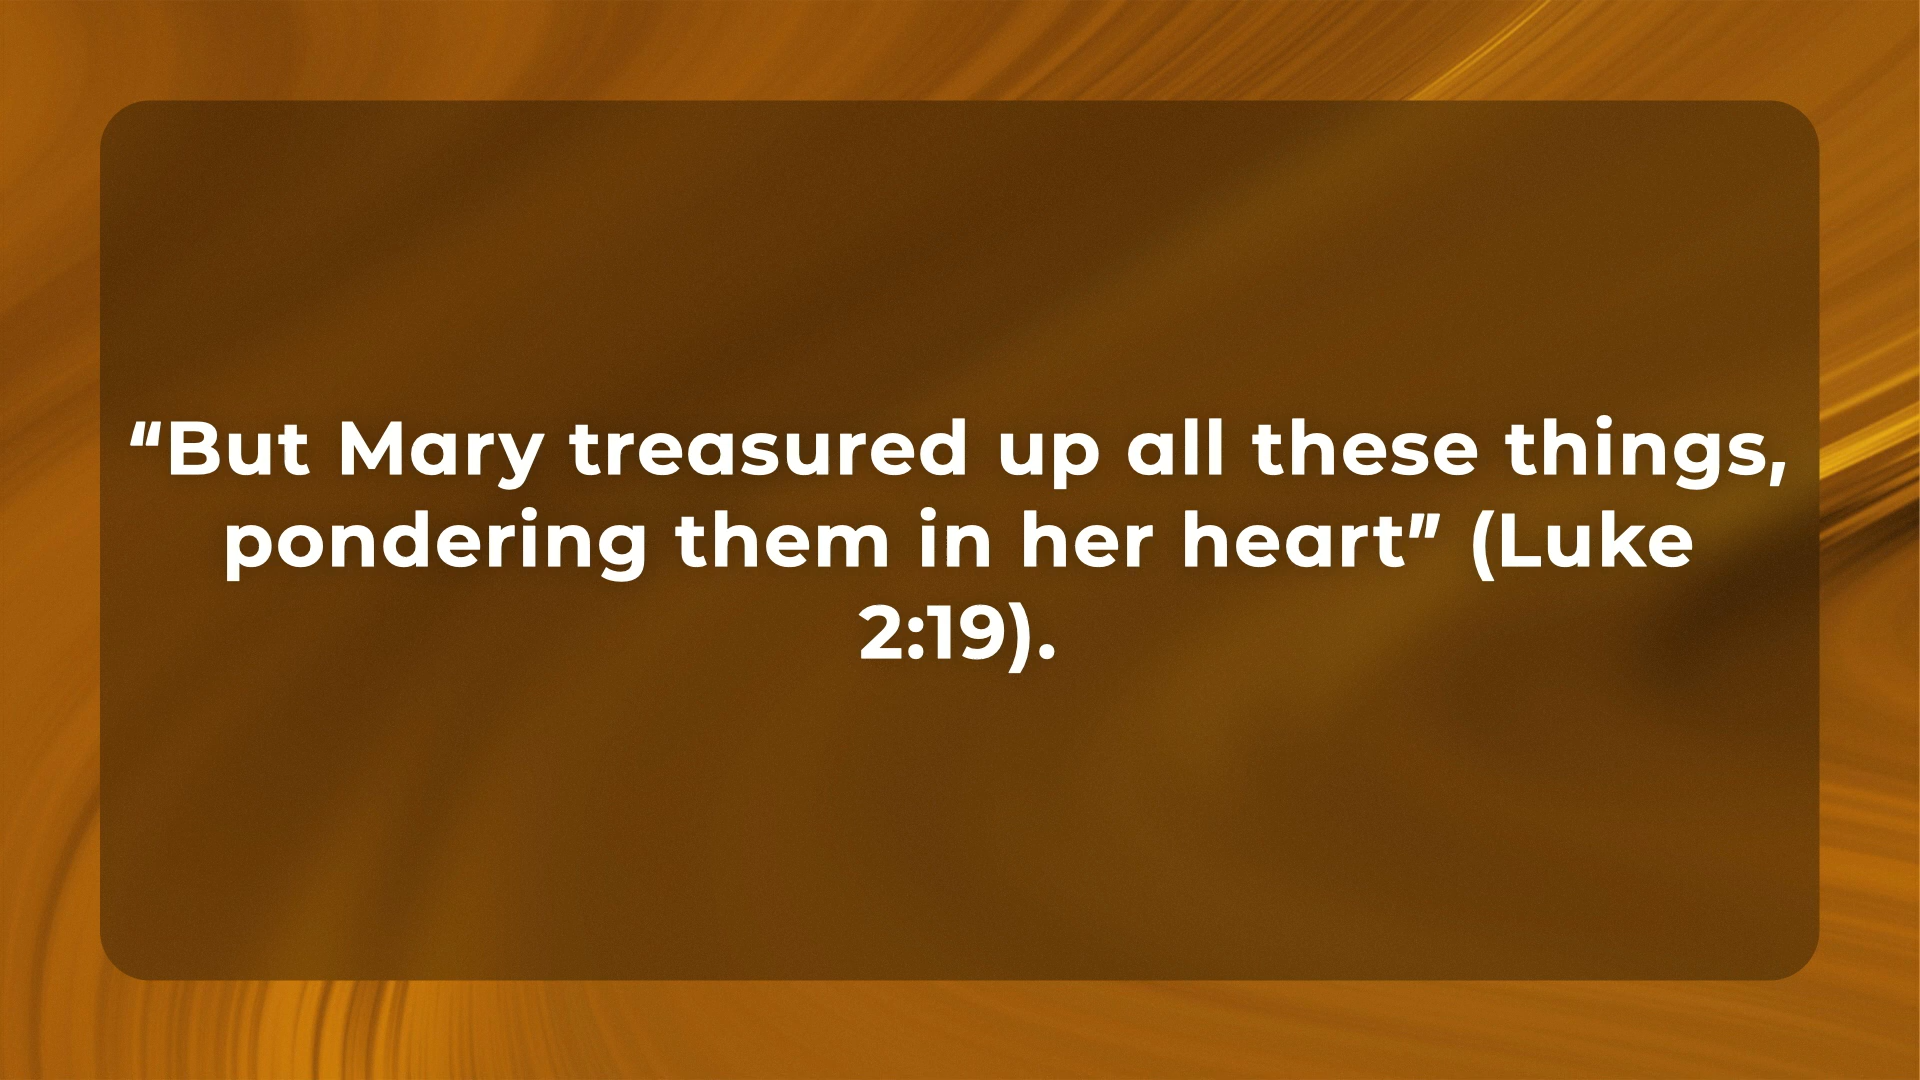 “But Mary treasured up all these things,
pondering them in her heart” (Luke
2:19).